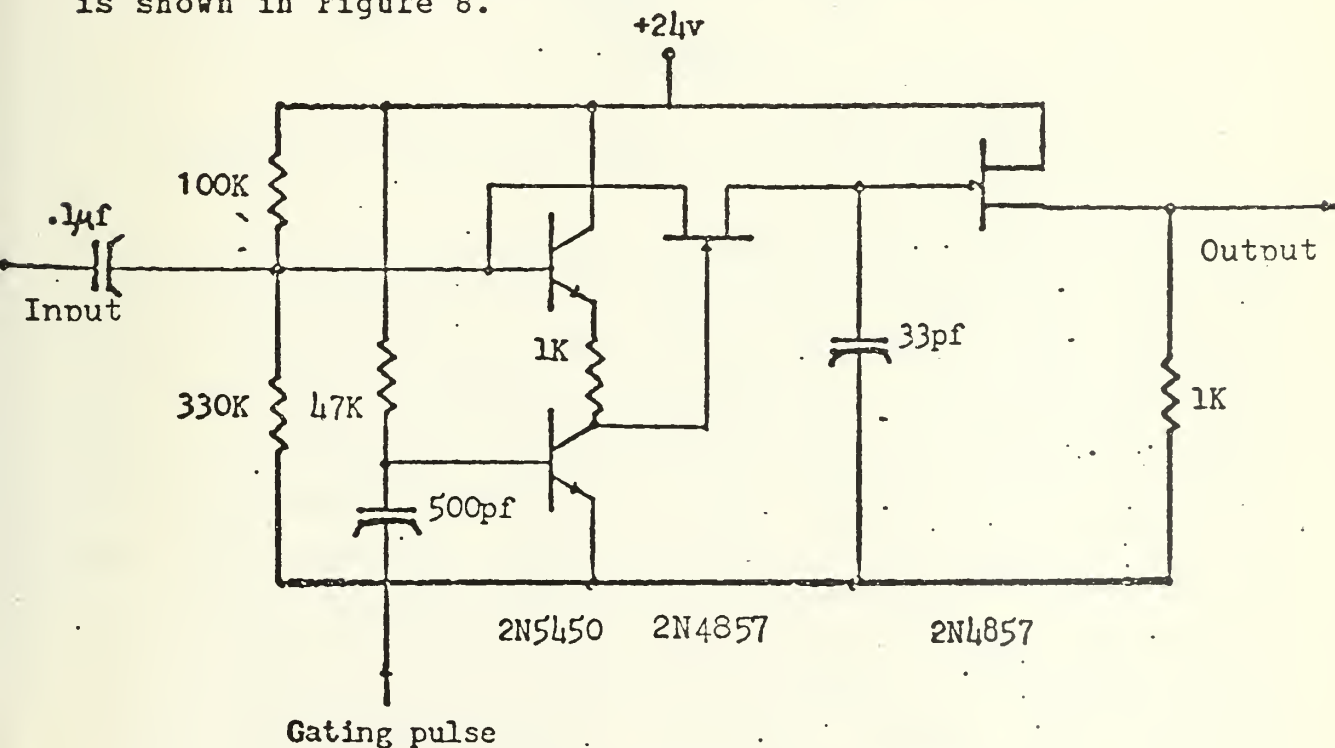 is shown in Figure 8.
+24v
100K
.1µf
Input
Output
1K
33pf
330K
47K
1K
500pf
2N5450
2N4857
2N4857
Gating pulse